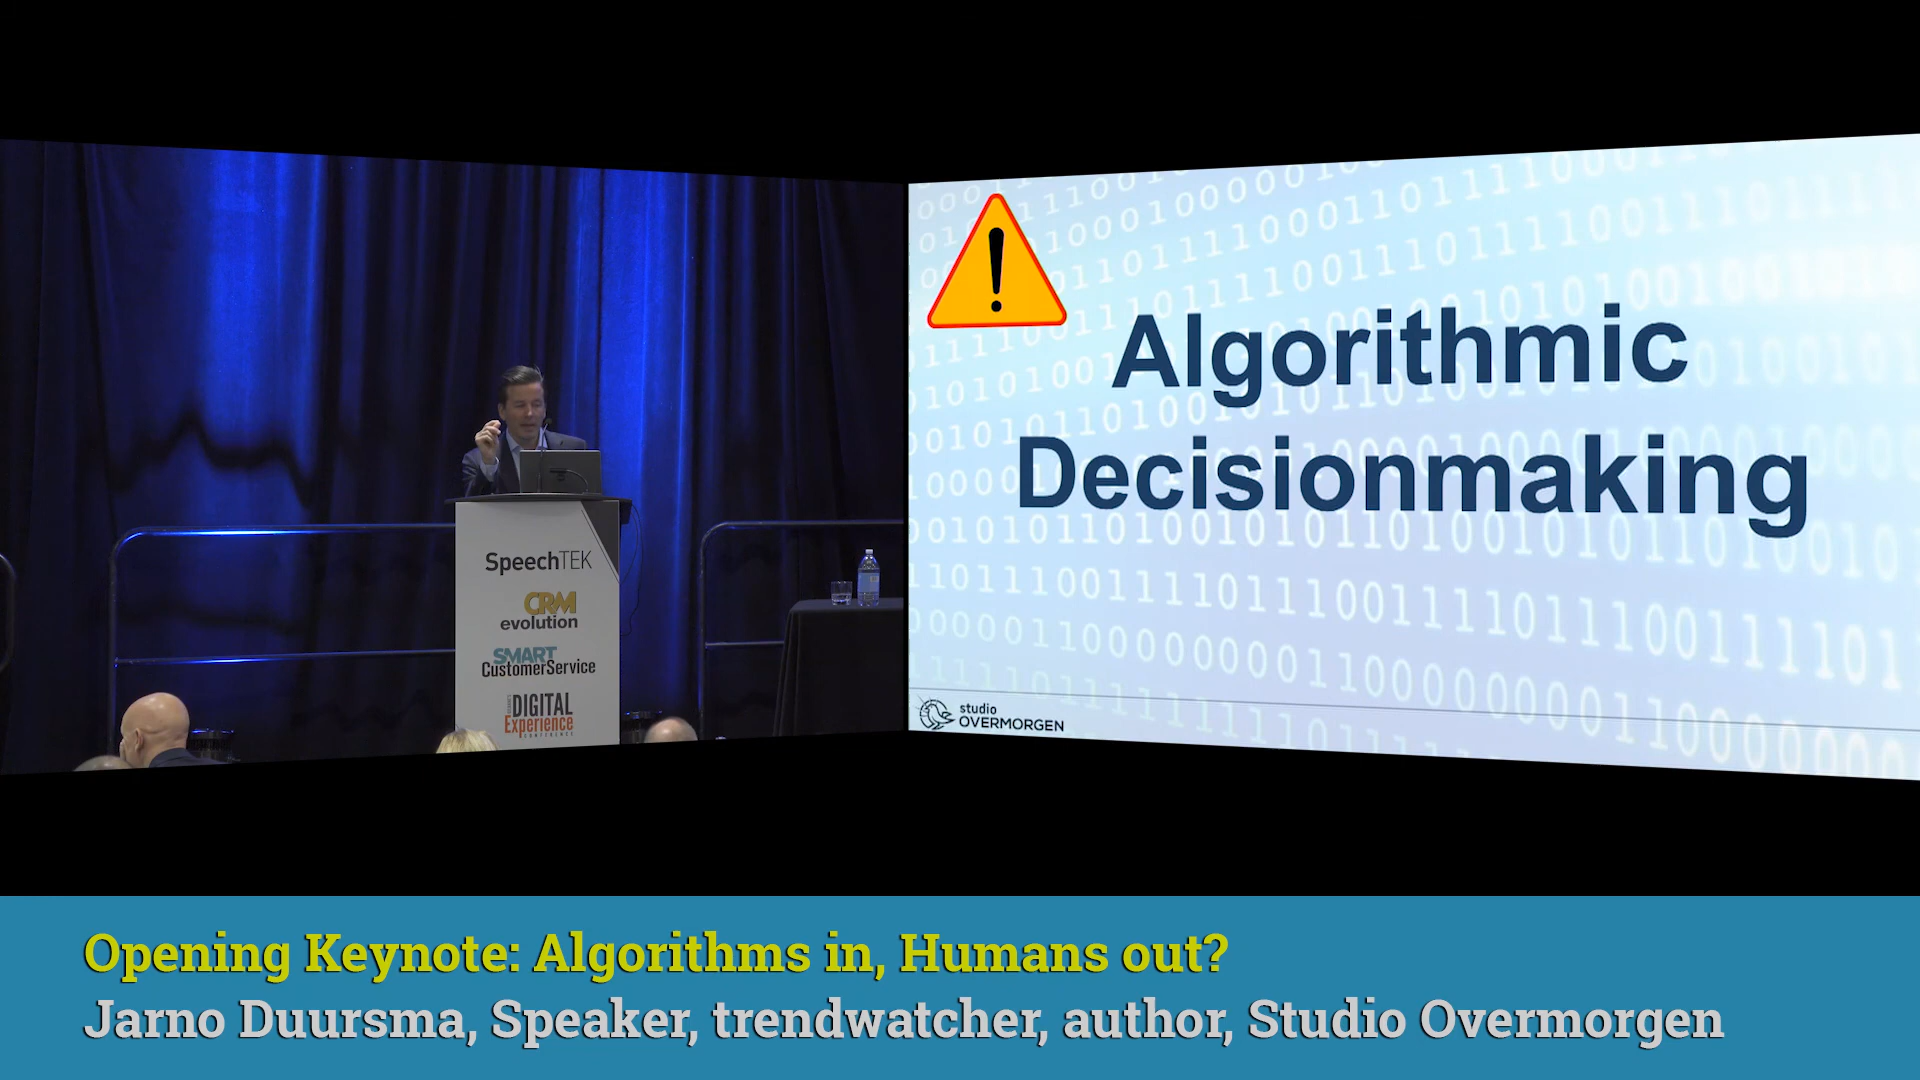 SpeechTEK
CRM
evolution
SMART
CustomerService
DIGITAL
Experience
CONFERENCE
!
Algorithmic
Decisionmaking
studio
OVERMORGEN
Opening Keynote: Algorithms in, Humans out?
Jarno Duursma, Speaker, trendwatcher, author, Studio Overmorgen